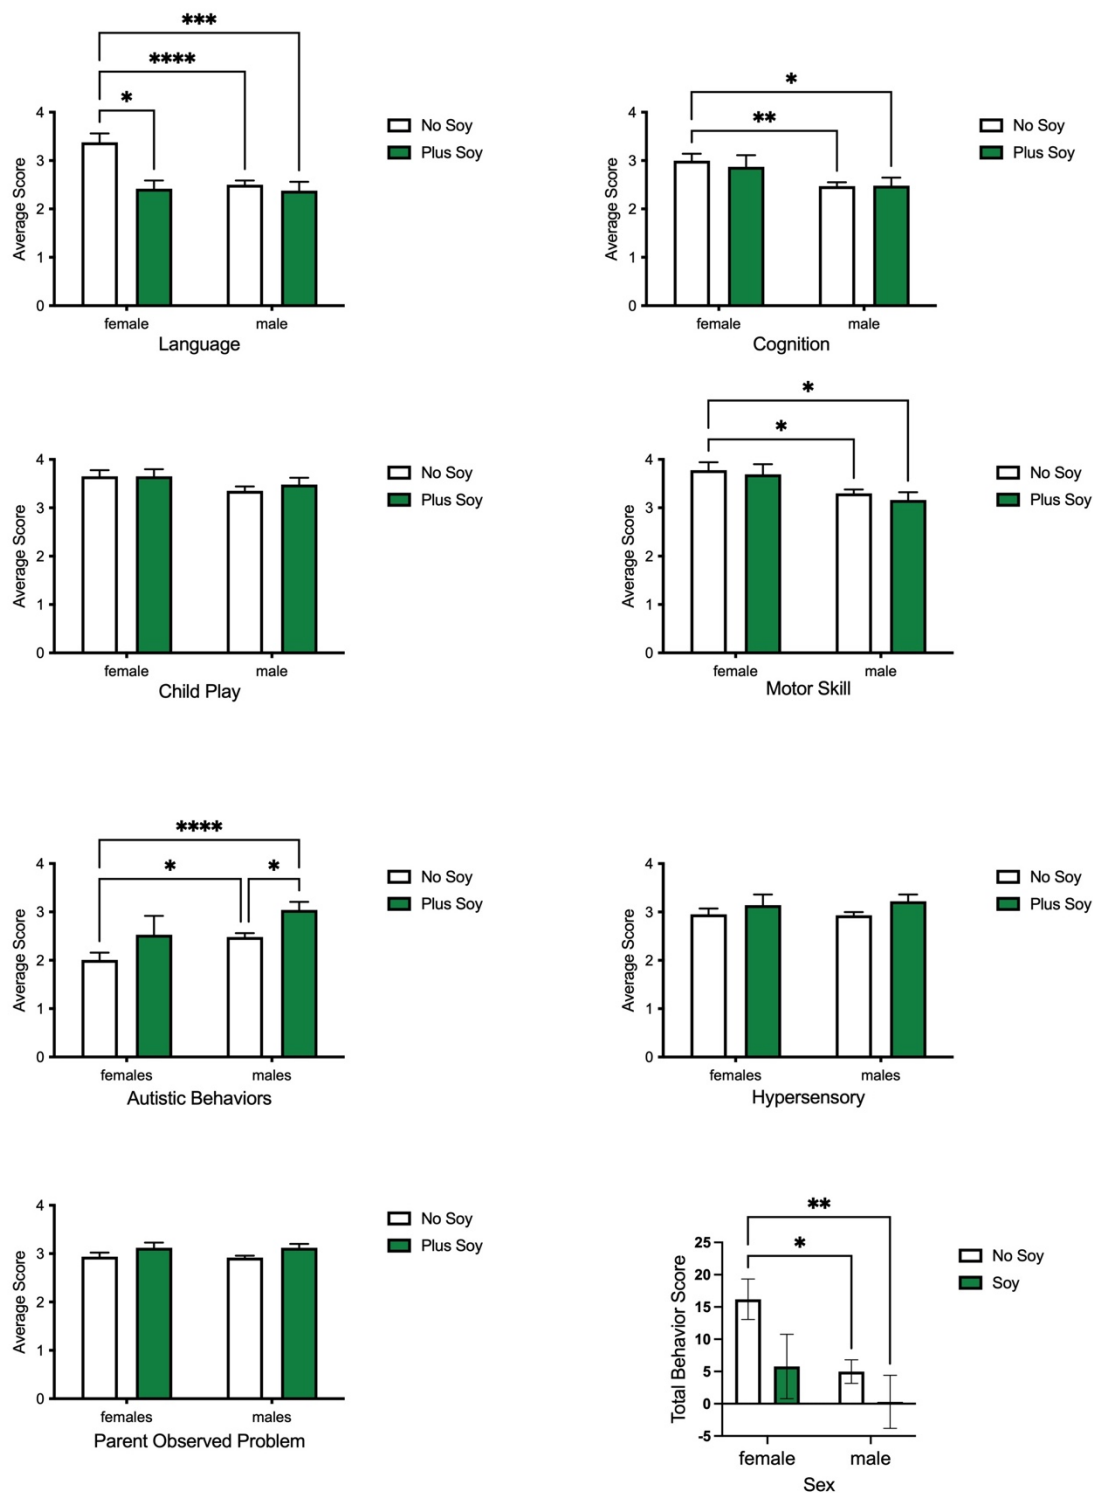 ***
****
*
4
3
2
1
0
Average Score
female
male
Language
No Soy
Plus Soy
*
**
4
3
2
1
0
Average Score
female
male
Cognition
No Soy
Plus Soy
4
3
2
1
0
Average Score
female
male
Child Play
No Soy
Plus Soy
*
*
4
3
2
1
0
Average Score
female
male
Motor Skill
No Soy
Plus Soy
****
*
*
4
3
2
1
0
Average Score
females
males
Autistic Behaviors
No Soy
Plus Soy
4
3
2
1
0
Average Score
females
males
Hypersensory
No Soy
Plus Soy
4
3
2
1
0
Average Score
females
males
Parent Observed Problem
No Soy
Plus Soy
**
*
25
20
15
10
5
0
-5
Total Behavior Score
female
male
Sex
No Soy
Soy